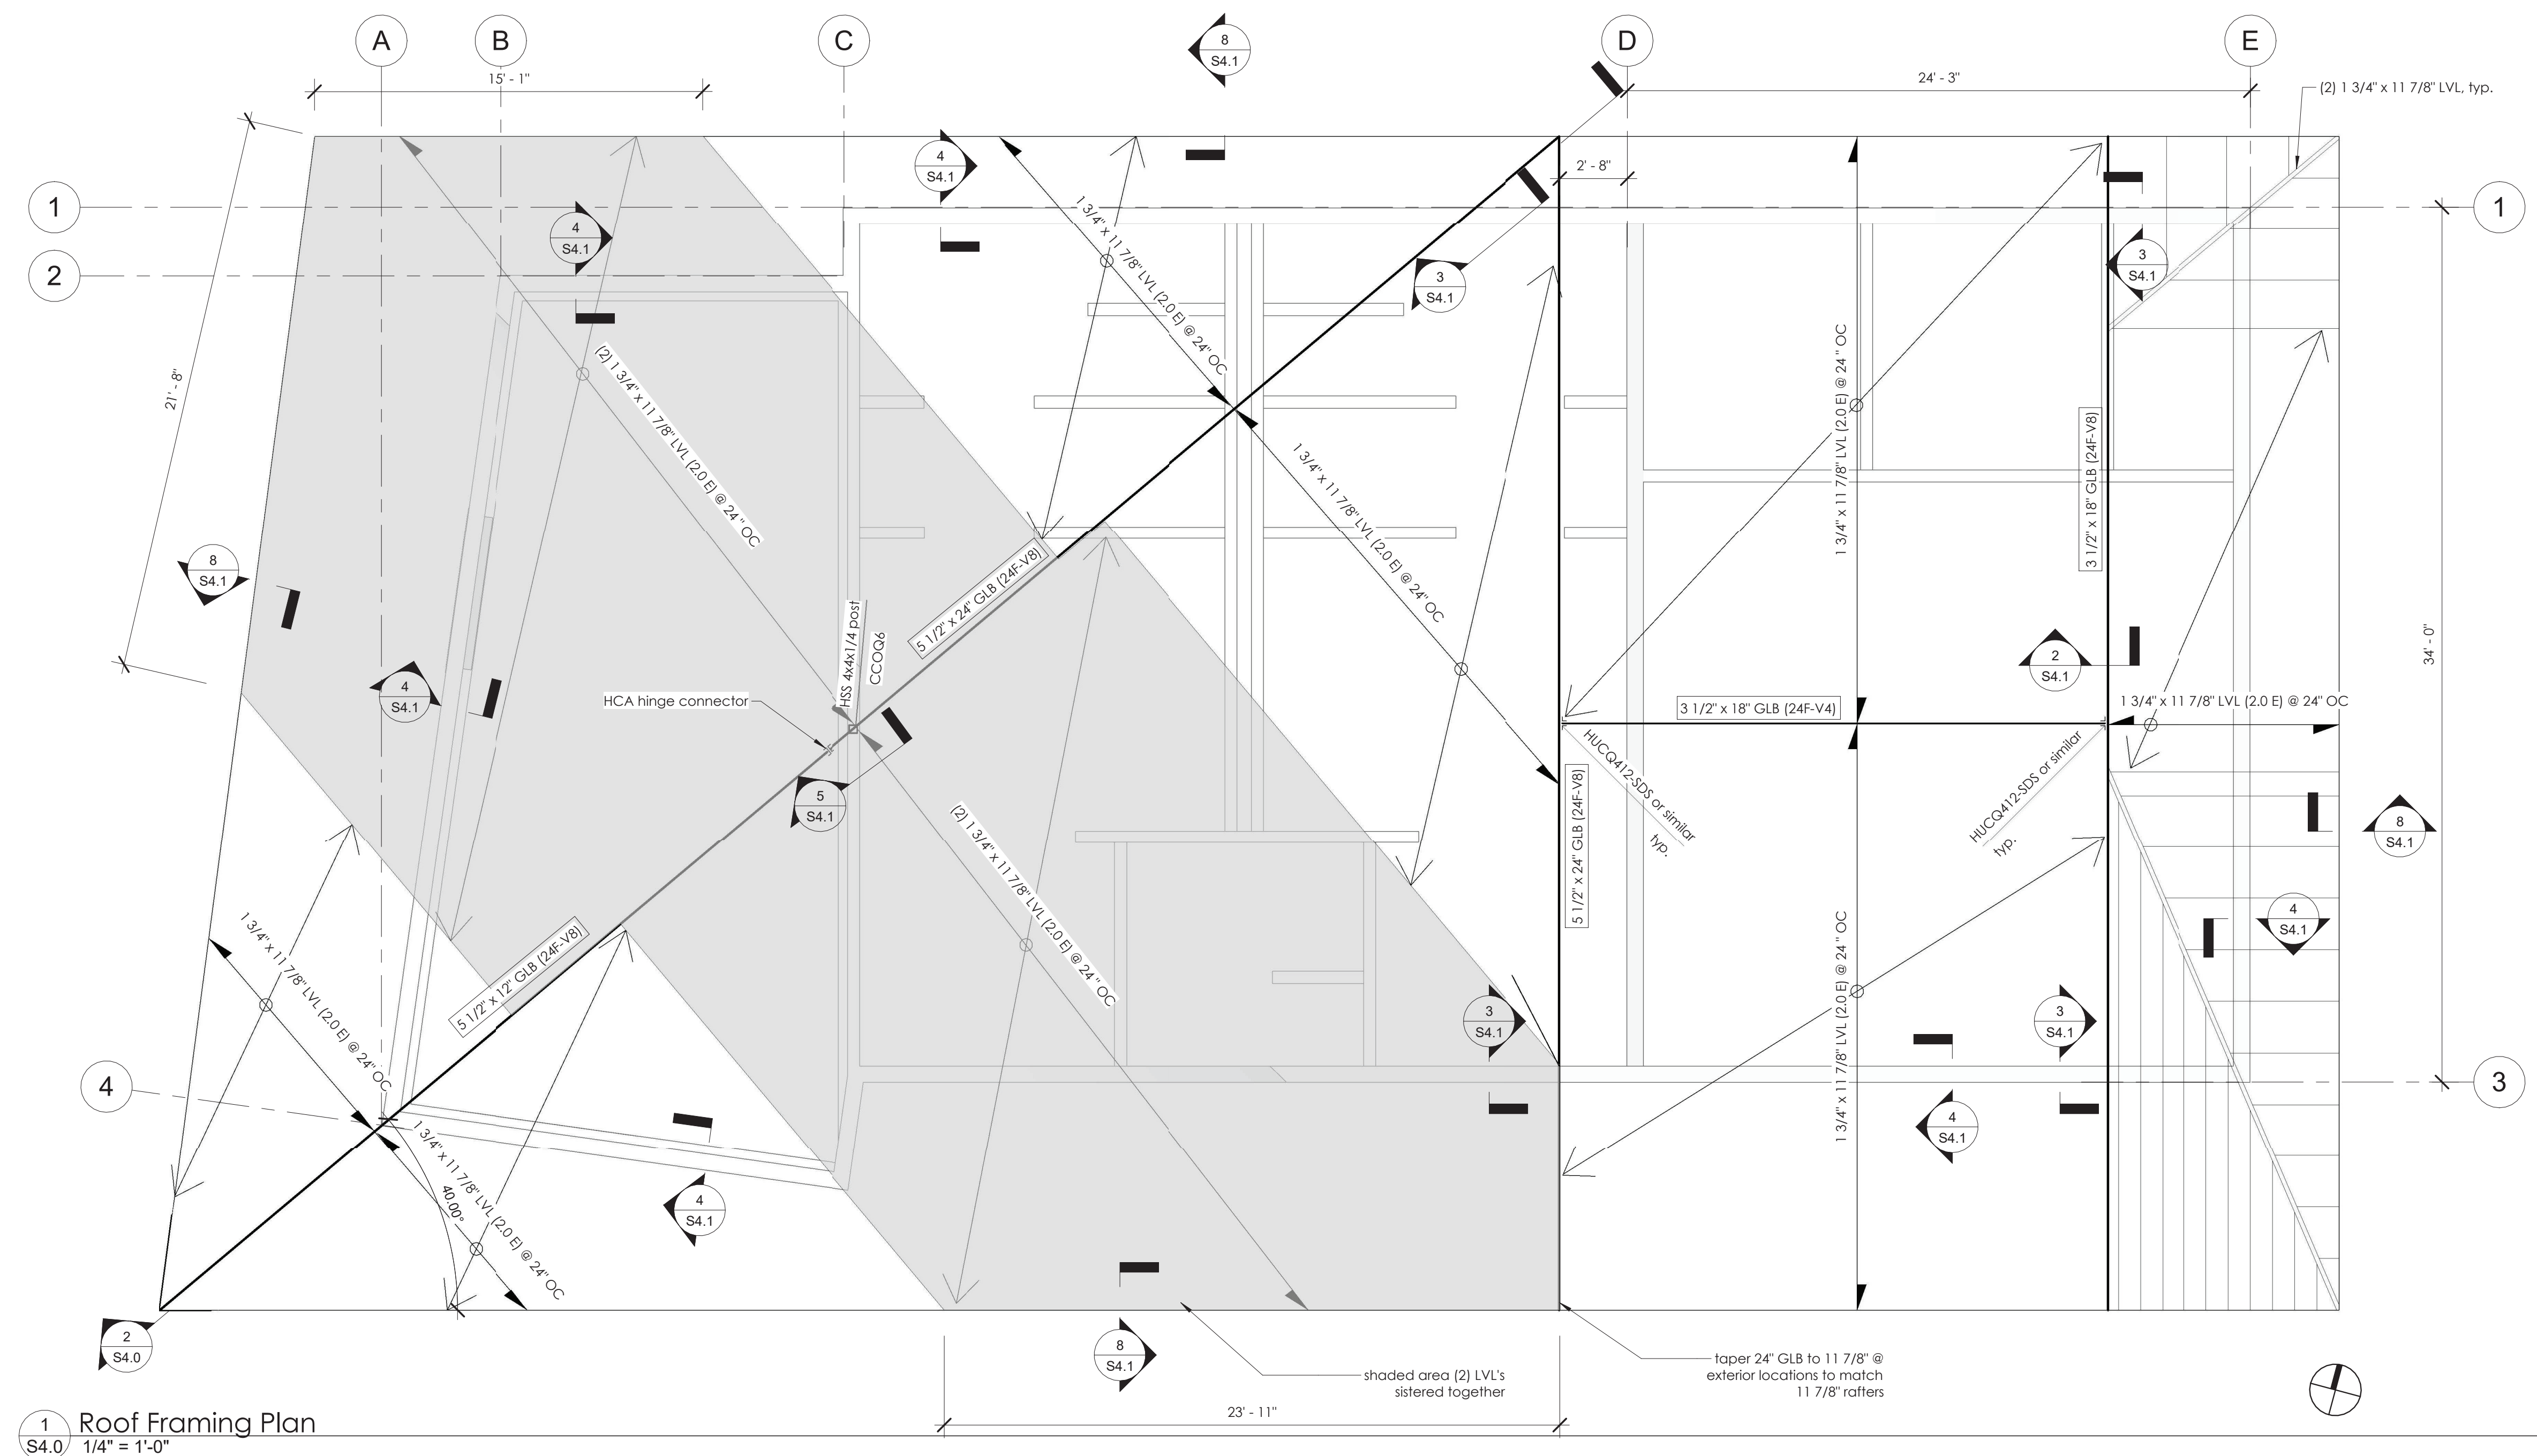 A
B
C
D
E
8
S4.1
15' - 1"
24' - 3"
(2) 1 3/4" x 11 7/8" LVL, typ.
4
S4.1
2' - 8"
1
1
4
S4.1
3
S4.1
3
S4.1
2
1 3/4" x 11 7/8" LVL (2.0 E) @ 24" OC
21' - 8"
(2) 1 3/4" x 11 7/8" LVL (2.0 E) @ 24" OC
1 3/4" x 11 7/8" LVL (2.0 E) @ 24" OC
3 1/2" x 18" GLB (24F-V8)
1 3/4" x 11 7/8" LVL (2.0 E) @ 24" OC
8
S4.1
5 1/2" x 24" GLB (24F-V8)
34' - 0"
HSS 4x4x1/4 post
CCOQ6
2
S4.1
4
S4.1
HCA hinge connector
3 1/2" x 18" GLB (24F-V4)
1 3/4" x 11 7/8" LVL (2.0 E) @ 24" OC
HUCQ412-SDS or similar
typ.
HUCQ412-SDS or similar
typ.
5
S4.1
5 1/2" x 24" GLB (24F-V8)
8
S4.1
(2) 1 3/4" x 11 7/8" LVL (2.0 E) @ 24" OC
4
S4.1
1 3/4" x 11 7/8" LVL (2.0 E) @ 24" OC
5 1/2" x 12" GLB (24F-V8)
1 3/4" x 11 7/8" LVL (2.0 E) @ 24" OC
3
S4.1
3
S4.1
4
3
4
S4.1
1 3/4" x 11 7/8" LVL (2.0 E) @ 24" OC
40.00°
4
S4.1
2
S4.0
8
S4.1
shaded area (2) LVL's
sistered together
taper 24" GLB to 11 7/8" @
exterior locations to match
11 7/8" rafters
23' - 11"
1
S4.0
Roof Framing Plan
1/4" = 1'-0"